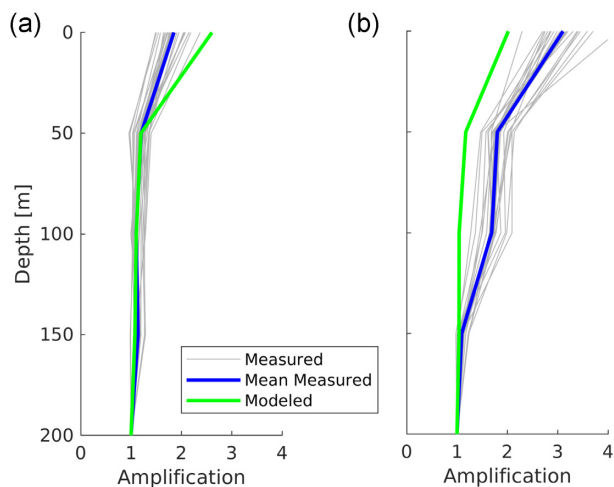 (a)
(b)
0
50
100
150
200
Depth [m]
Measured
Mean Measured
Modeled
0 1 2 3 4
0 1 2 3 4
Amplification
Amplification